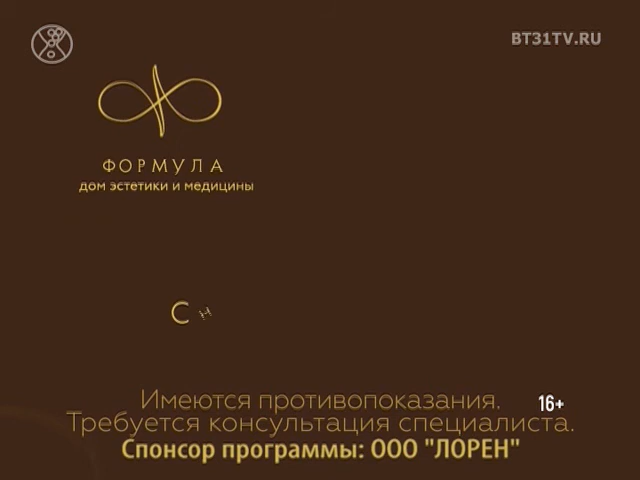 BT31TV.RU
ФОРМУЛА
дом эстетики и медицины
С н
Имеются противопоказания.
16+
Требуется консультация специалиста.
Спонсор программы: ООО "ЛОРЕН"